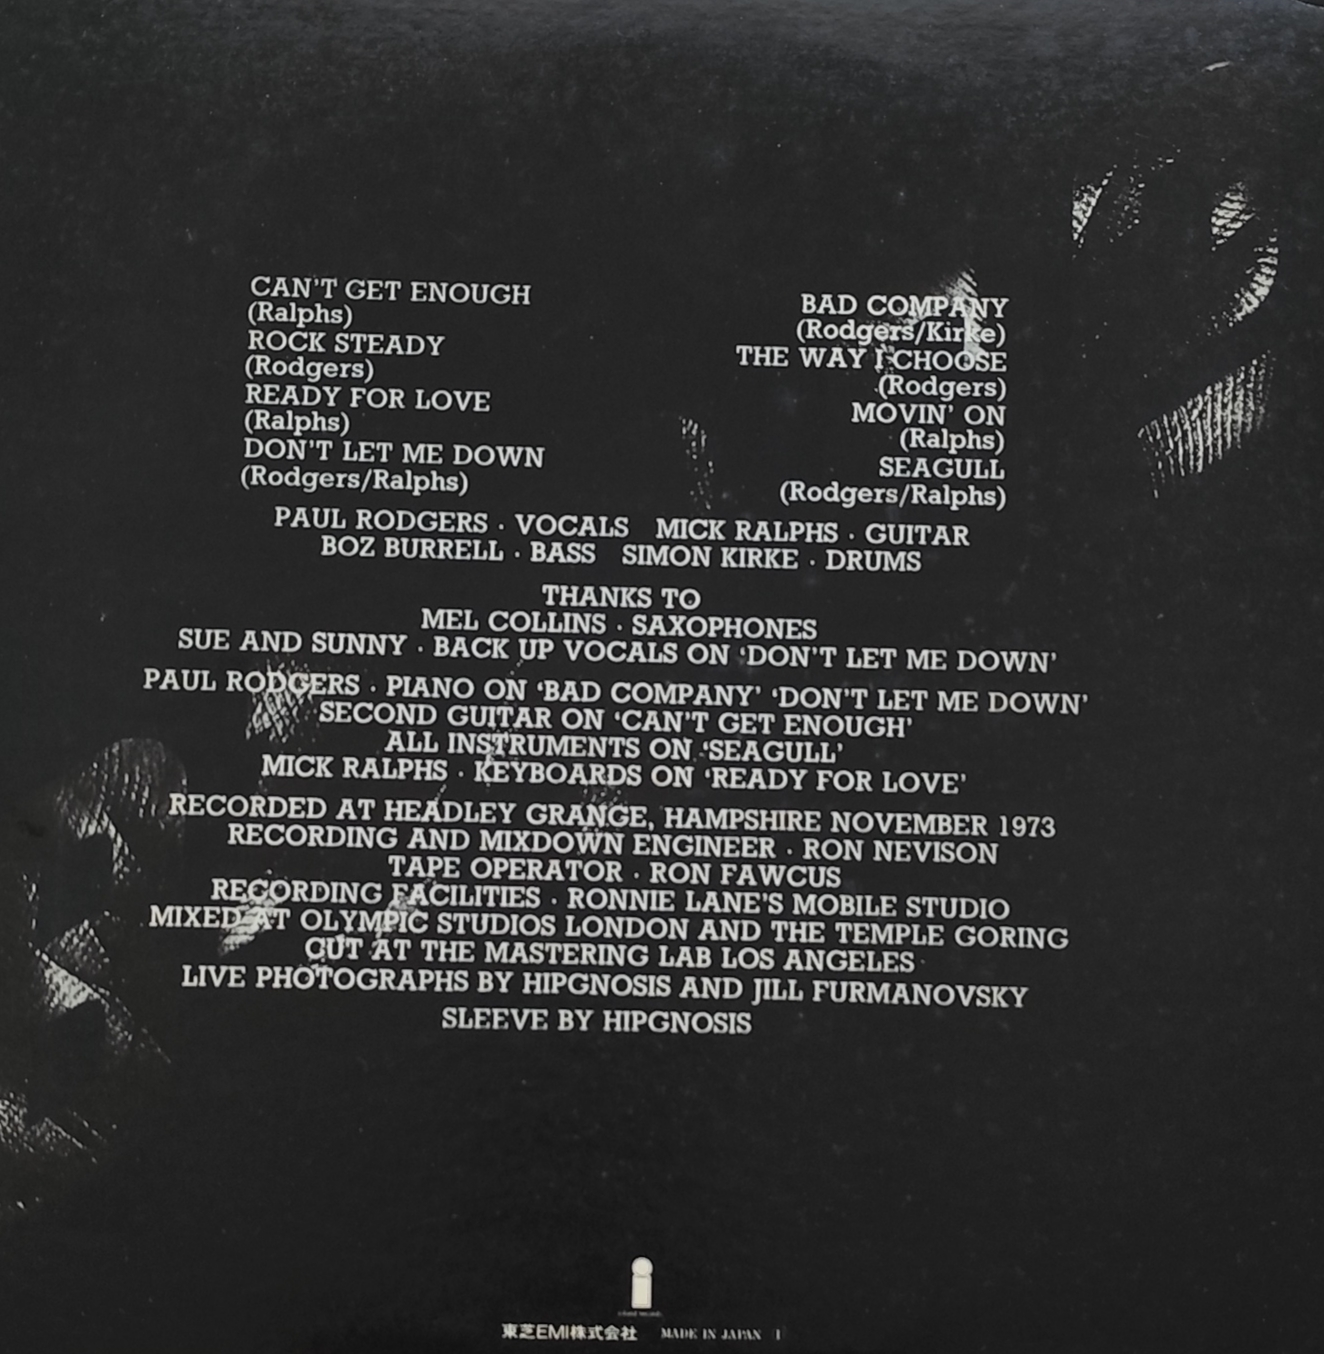 CAN'T GET ENOUGH
(Ralphs)
ROCK STEADY
(Rodgers)
READY FOR LOVE
(Ralphs)
DON'T LET ME DOWN
(Rodgers/Ralphs)
BAD COMPANY
(Rodgers/Kirke)
THE WAY I CHOOSE
(Rodgers)
MOVIN' ON
(Ralphs)
SEAGULL
(Rodgers/Ralphs)
PAUL RODGERS · VOCALS MICK RALPHS · GUITAR
BOZ BURRELL · BASS SIMON KIRKE · DRUMS
THANKS TO
MEL COLLINS · SAXOPHONES
SUE AND SUNNY · BACK UP VOCALS ON 'DON'T LET ME DOWN'
PAUL RODGERS · PIANO ON 'BAD COMPANY' 'DON'T LET ME DOWN'
SECOND GUITAR ON 'CAN'T GET ENOUGH'
ALL INSTRUMENTS ON 'SEAGULL'
MICK RALPHS · KEYBOARDS ON 'READY FOR LOVE'
RECORDED AT HEADLEY GRANGE, HAMPSHIRE NOVEMBER 1973
RECORDING AND MIXDOWN ENGINEER · RON NEVISON
TAPE OPERATOR · RON FAWCUS
RECORDING FACILITIES · RONNIE LANE'S MOBILE STUDIO
MIXED AT OLYMPIC STUDIOS LONDON AND THE TEMPLE GORING
CUT AT THE MASTERING LAB LOS ANGELES
LIVE PHOTOGRAPHS BY HIPGNOSIS AND JILL FURMANOVSKY
SLEEVE BY HIPGNOSIS
東芝EMI株式会社 MADE IN JAPAN